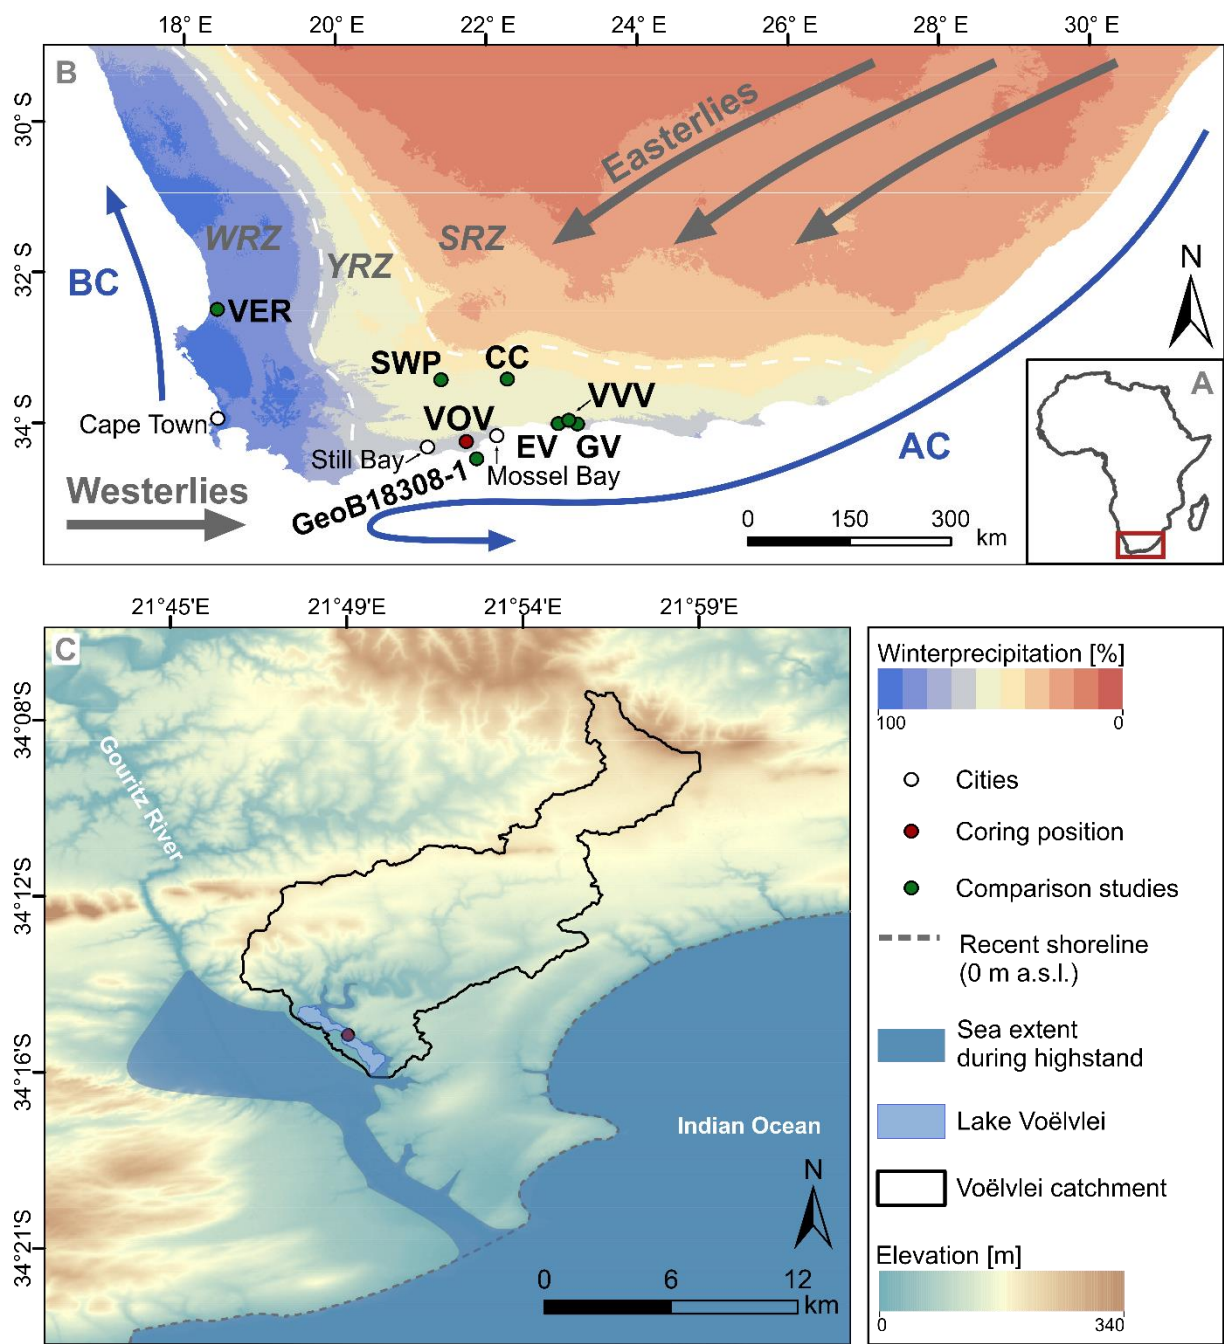 18° E
20° E
22° E
24° E
26° E
28° E
30° E
B
30° S
32° S
34° S
Easterlies
WRZ
YRZ
SRZ
BC
VER
N
SWP
CC
VVV
A
Cape Town
VOV
Still Bay
EV
GV
Mossel Bay
AC
GeoB18308-1
Westerlies
0
150
300
km
21°45'E
21°49'E
21°54'E
21°59'E
C
34°08'S
34°12'S
34°16'S
34°21'S
Gouritz River
Indian Ocean
N
0
6
12
km
Winterprecipitation [%]
100
0
Cities
Coring position
Comparison studies
Recent shoreline
(0 m a.s.l.)
Sea extent
during highstand
Lake Voëlvlei
Voëlvlei catchment
Elevation [m]
0
340